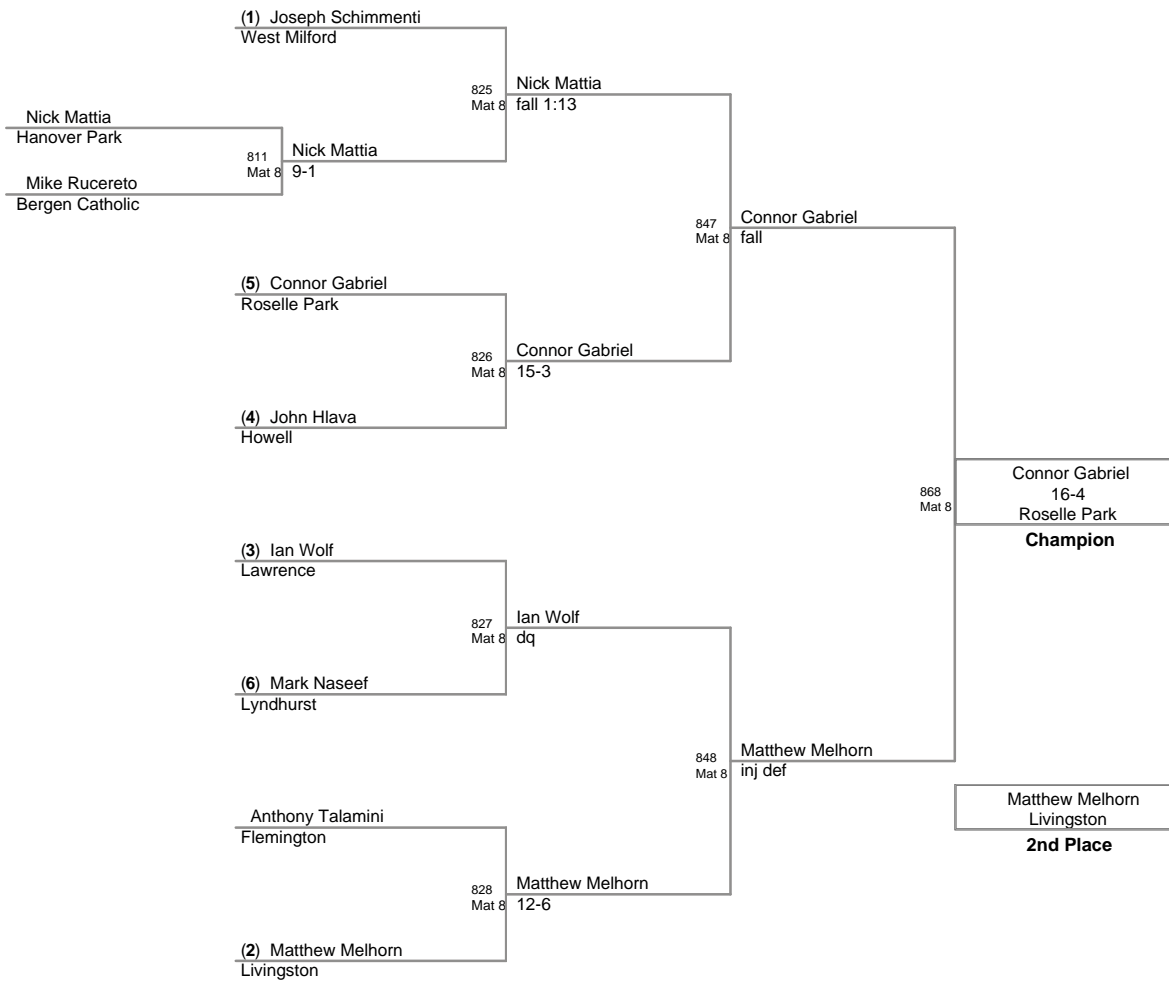 (1) Joseph Schimmenti
West Milford
825
Mat 8
Nick Mattia
fall 1:13
Nick Mattia
Hanover Park
811
Mat 8
Nick Mattia
9-1
Mike Rucereto
Bergen Catholic
847
Mat 8
Connor Gabriel
fall
(5) Connor Gabriel
Roselle Park
826
Mat 8
Connor Gabriel
15-3
(4) John Hlava
Howell
868
Mat 8
Connor Gabriel
16-4
Roselle Park
Champion
(3) Ian Wolf
Lawrence
827
Mat 8
Ian Wolf
dq
(6) Mark Naseef
Lyndhurst
848
Mat 8
Matthew Melhorn
inj def
Matthew Melhorn
Livingston
2nd Place
Anthony Talamini
Flemington
828
Mat 8
Matthew Melhorn
12-6
(2) Matthew Melhorn
Livingston